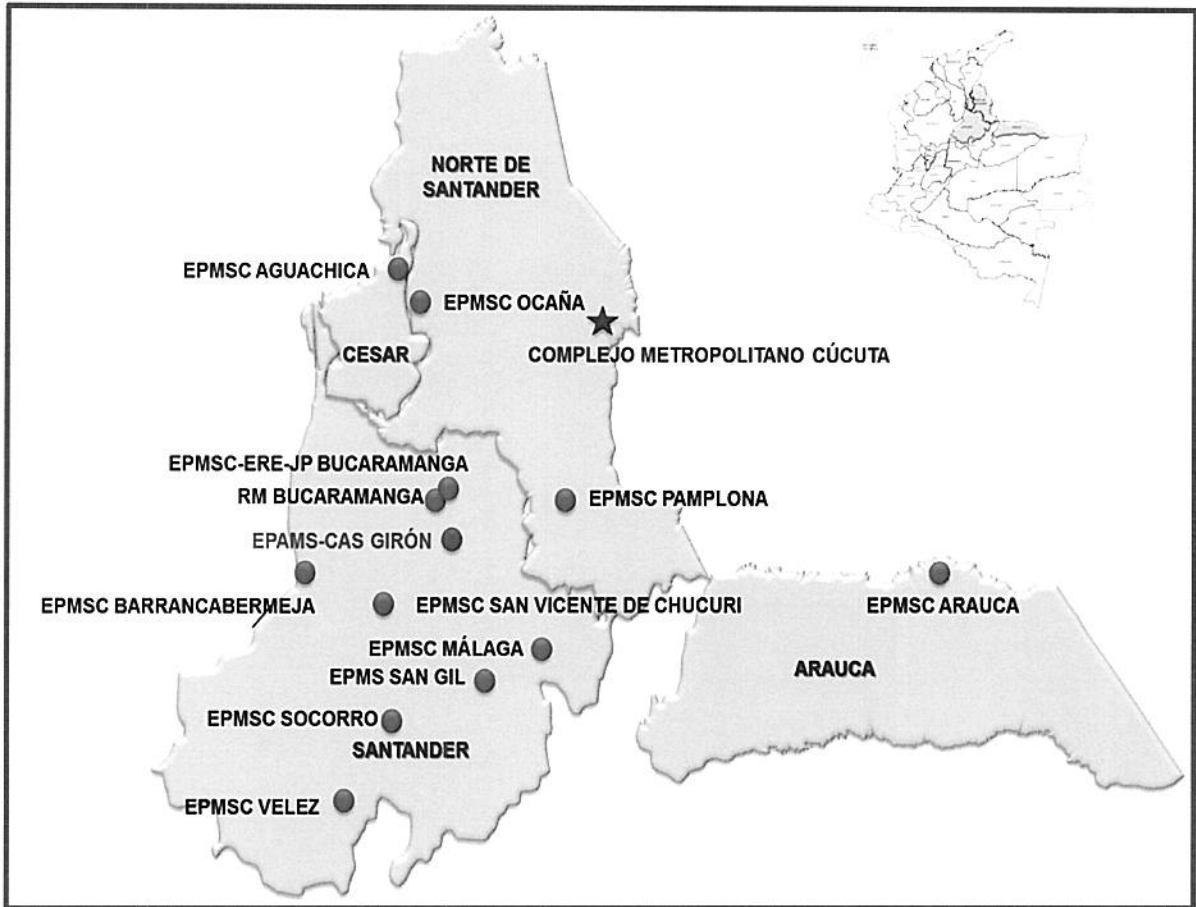 NORTE DE
SANTANDER
EPMSC AGUACHICA
EPMSC OCAÑA
CESAR
COMPLEJO METROPOLITANO CÚCUTA
EPMSC-ERE-JP BUCARAMANGA
RM BUCARAMANGA
EPMSC PAMPLONA
EPAMS-CAS GIRÓN
EPMSC BARRANCABERMEJA
EPMSC SAN VICENTE DE CHUCURI
EPMSC ARAUCA
EPMSC MÁLAGA
EPMS SAN GIL
ARAUCA
EPMSC SOCORRO
SANTANDER
EPMSC VELEZ